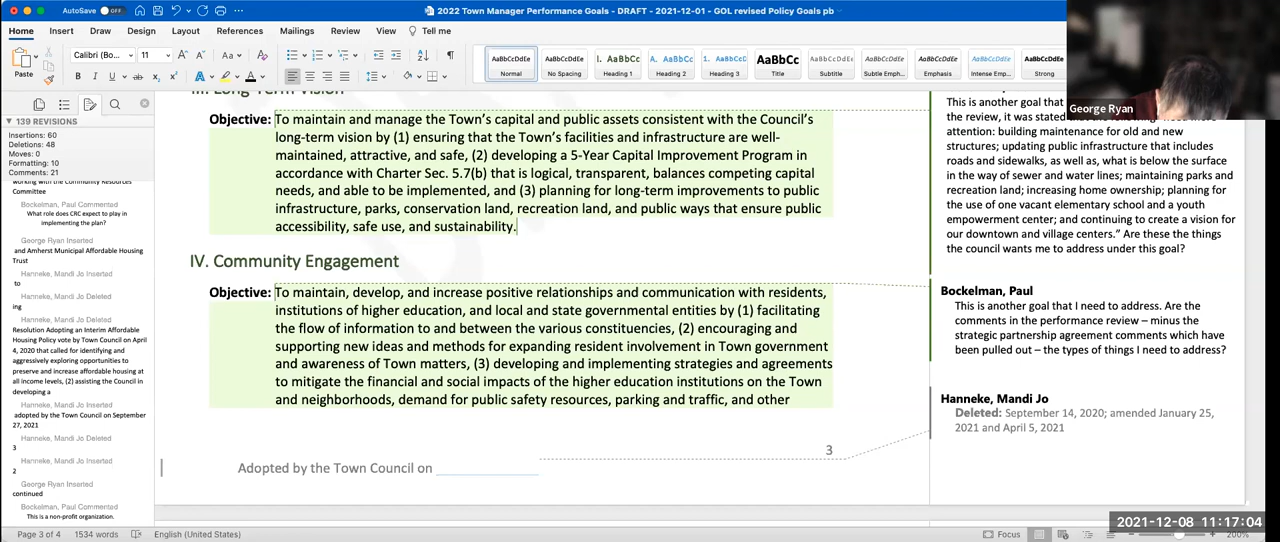 AutoSave OFF
2022 Town Manager Performance Goals - DRAFT - 2021-12-01 - GOL revised Policy Goals pb
Home Insert Draw Design Layout References Mailings Review View Tell me
Paste
Calibri (Bo... 11
AaBbCcDdEe Normal
AaBbCcDdEe No Spacing
I. AaBbCc Heading 1
A. AaBbCc Heading 2
1. AaBbCcD Heading 3
AaBbCc Title
AaBbCcDdEe Subtitle
AaBbCcDdEe Subtle Emph...
AaBbCcDdEe Emphasis
AaBbCcDdEe Intense Emp...
AaBbCcDdEe Strong
George Ryan
139 REVISIONS
Insertions: 60
Deletions: 48
Moves: 0
Formatting: 10
Comments: 21
working with the Community Resources
Committee
Bockelman, Paul Commented
What role does CRC expect to play in
implementing the plan?
George Ryan Inserted
and Amherst Municipal Affordable Housing
Trust
Hanneke, Mandi Jo Inserted
to
Hanneke, Mandi Jo Deleted
ing
Hanneke, Mandi Jo Deleted
Resolution Adopting an Interim Affordable
Housing Policy vote by Town Council on April
4, 2020 that called for identifying and
aggressively exploring opportunities to
preserve and increase affordable housing at
all income levels, (2) assisting the Council in
developing a
Hanneke, Mandi Jo Inserted
adopted by the Town Council on September
27, 2021
Hanneke, Mandi Jo Deleted
3
Hanneke, Mandi Jo Inserted
2
George Ryan Inserted
continued
Bockelman, Paul Commented
This is a non-profit organization.
III. Long-Term Vision
Objective: To maintain and manage the Town's capital and public assets consistent with the Council's
long-term vision by (1) ensuring that the Town's facilities and infrastructure are well-
maintained, attractive, and safe, (2) developing a 5-Year Capital Improvement Program in
accordance with Charter Sec. 5.7(b) that is logical, transparent, balances competing capital
needs, and able to be implemented, and (3) planning for long-term improvements to public
infrastructure, parks, conservation land, recreation land, and public ways that ensure public
accessibility, safe use, and sustainability.
IV. Community Engagement
Objective: To maintain, develop, and increase positive relationships and communication with residents,
institutions of higher education, and local and state governmental entities by (1) facilitating
the flow of information to and between the various constituencies, (2) encouraging and
supporting new ideas and methods for expanding resident involvement in Town government
and awareness of Town matters, (3) developing and implementing strategies and agreements
to mitigate the financial and social impacts of the higher education institutions on the Town
and neighborhoods, demand for public safety resources, parking and traffic, and other
3
Adopted by the Town Council on
This is another goal that
the review, it was stated
attention: building maintenance for old and new
structures; updating public infrastructure that includes
roads and sidewalks, as well as, what is below the surface
in the way of sewer and water lines; maintaining parks and
recreation land; increasing home ownership; planning for
the use of one vacant elementary school and a youth
empowerment center; and continuing to create a vision for
our downtown and village centers." Are these the things
the council wants me to address under this goal?
Bockelman, Paul
This is another goal that I need to address. Are the
comments in the performance review – minus the
strategic partnership agreement comments which have
been pulled out – the types of things I need to address?
Hanneke, Mandi Jo
Deleted: September 14, 2020; amended January 25,
2021 and April 5, 2021
2021-12-08 11:17:04
Page 3 of 4 1534 words English (United States) Focus 200%